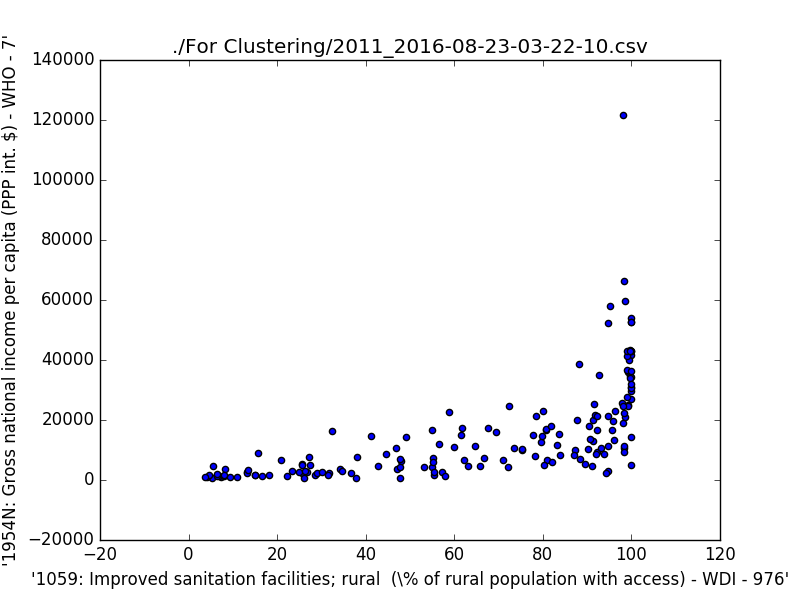 ./For Clustering/2011_2016-08-23-03-22-10.csv
'1954N: Gross national income per capita (PPP int. $) - WHO - 7'
140000
120000
100000
80000
60000
40000
20000
0
−20000
−20 0 20 40 60 80 100 120
'1059: Improved sanitation facilities; rural  (\% of rural population with access) - WDI - 976'